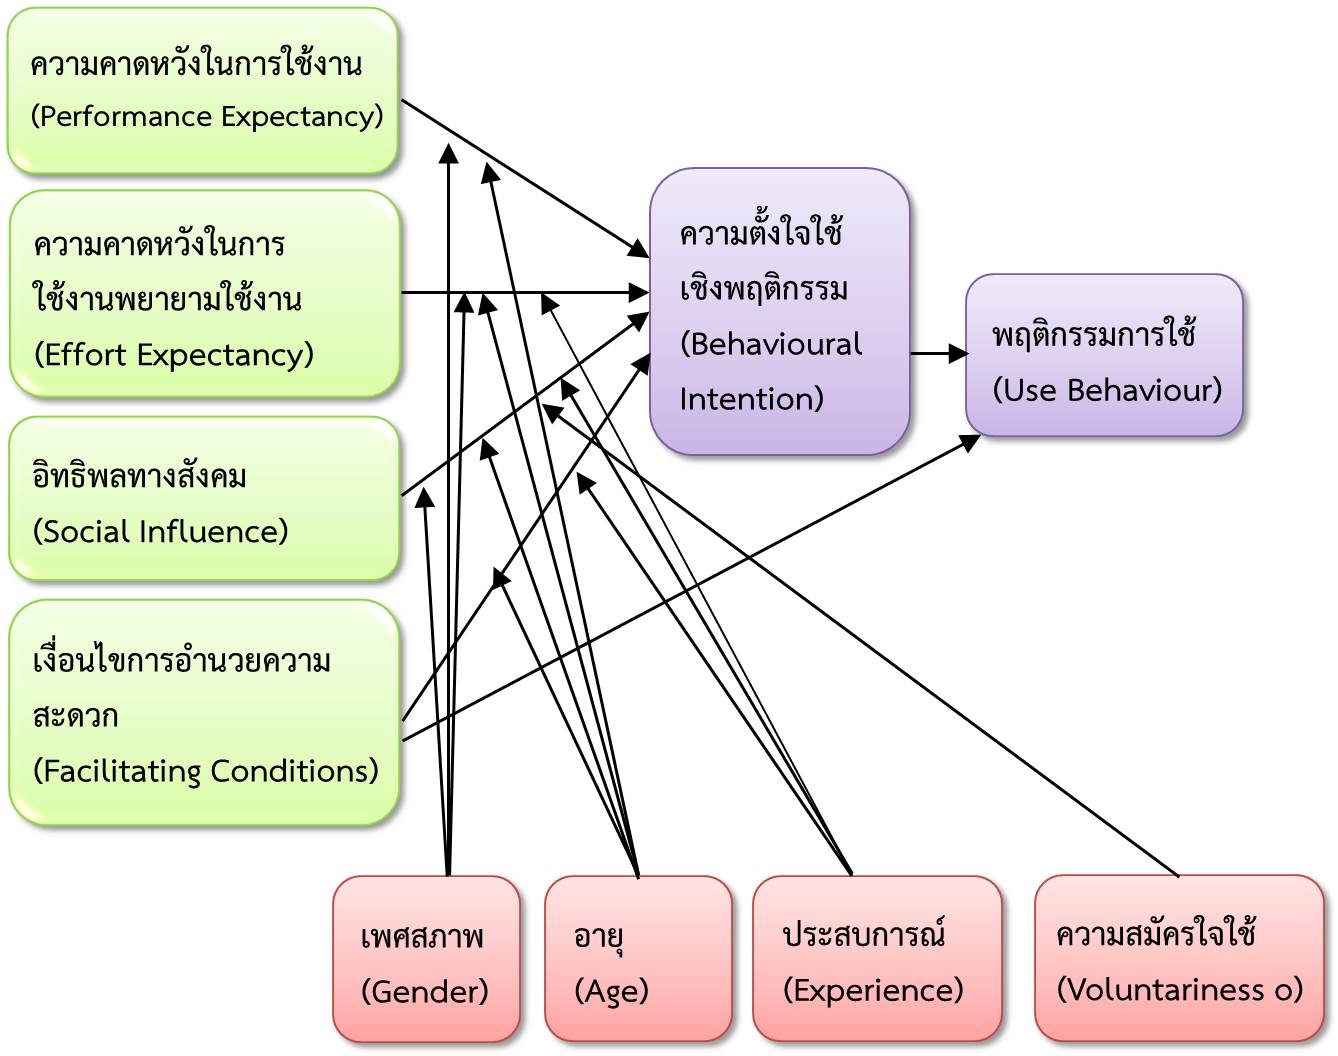 ความคาดหวังในการใช้งาน
(Performance Expectancy)
ความคาดหวังในการ
ใช้งานพยายามใช้งาน
(Effort Expectancy)
อิทธิพลทางสังคม
(Social Influence)
เงื่อนไขการอำนวยความ
สะดวก
(Facilitating Conditions)
ความตั้งใจใช้
เชิงพฤติกรรม
(Behavioural
Intention)
พฤติกรรมการใช้
(Use Behaviour)
เพศสภาพ
(Gender)
อายุ
(Age)
ประสบการณ์
(Experience)
ความสมัครใจใช้
(Voluntariness o)